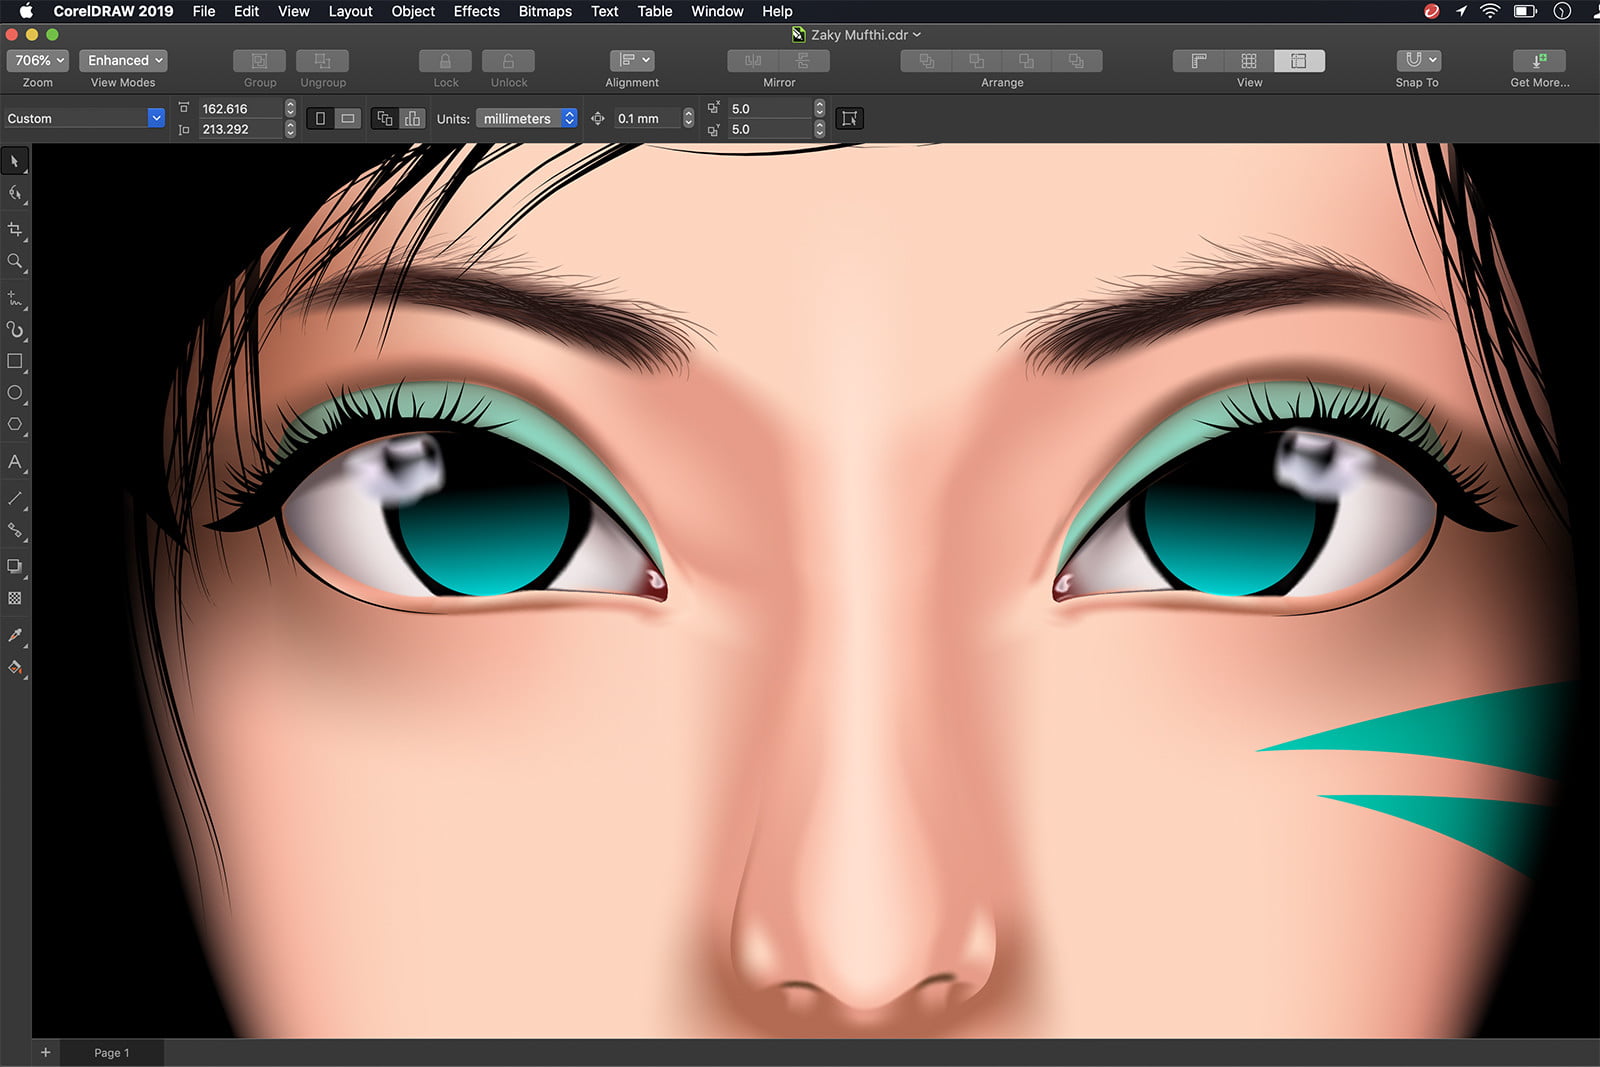 CorelDRAW 2019 File Edit View Layout Object Effects Bitmaps Text Table Window Help
Zaky Mufthi.cdr
706% Enhanced
Zoom View Modes Group Ungroup Lock Unlock Alignment Mirror Arrange View Snap To Get More...
Custom 162.616 213.292 Units: millimeters 0.1 mm 5.0 5.0
A
Page 1